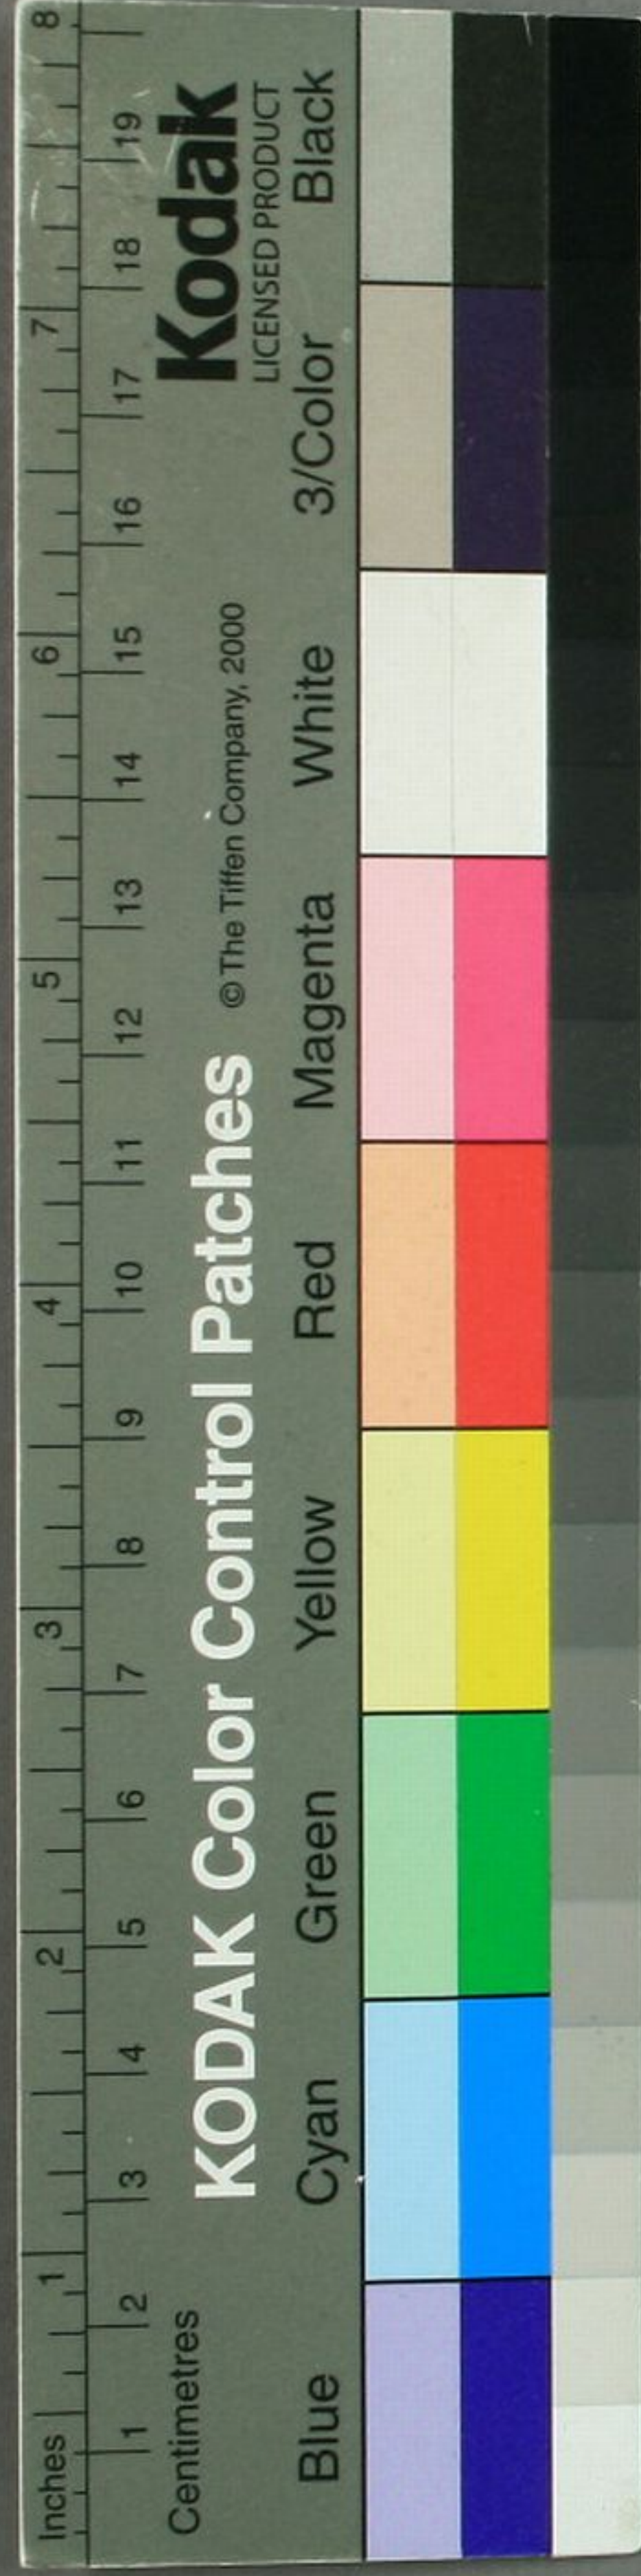 Inches 1 2 3 4 5 6 7 8
1 2 3 4 5 6 7 8 9 10 11 12 13 14 15 16 17 18 19
Centimetres
KODAK Color Control Patches
© The Tiffen Company, 2000
Kodak
LICENSED PRODUCT
Blue Cyan Green Yellow Red Magenta White 3/Color Black